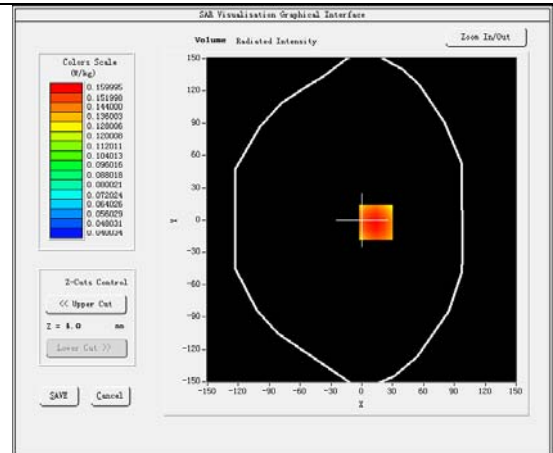 SAR Visualisation Graphical Interface
Volume Radiated Intensity
Zoom In/Out
Colors Scale
(W/kg)
0.159995
0.151998
0.144000
0.136003
0.128006
0.120008
0.112011
0.104013
0.096016
0.088018
0.080021
0.072024
0.064026
0.056029
0.048031
0.040034
Z-Cuts Control
<< Upper Cut
Z = 4.0 mm
Lower Cut >>
SAVE
Cancel
150
120
90
60
30
0
-30
-60
-90
-120
-150
Y
-150 -120 -90 -60 -30 0 30 60 90 120 150
X